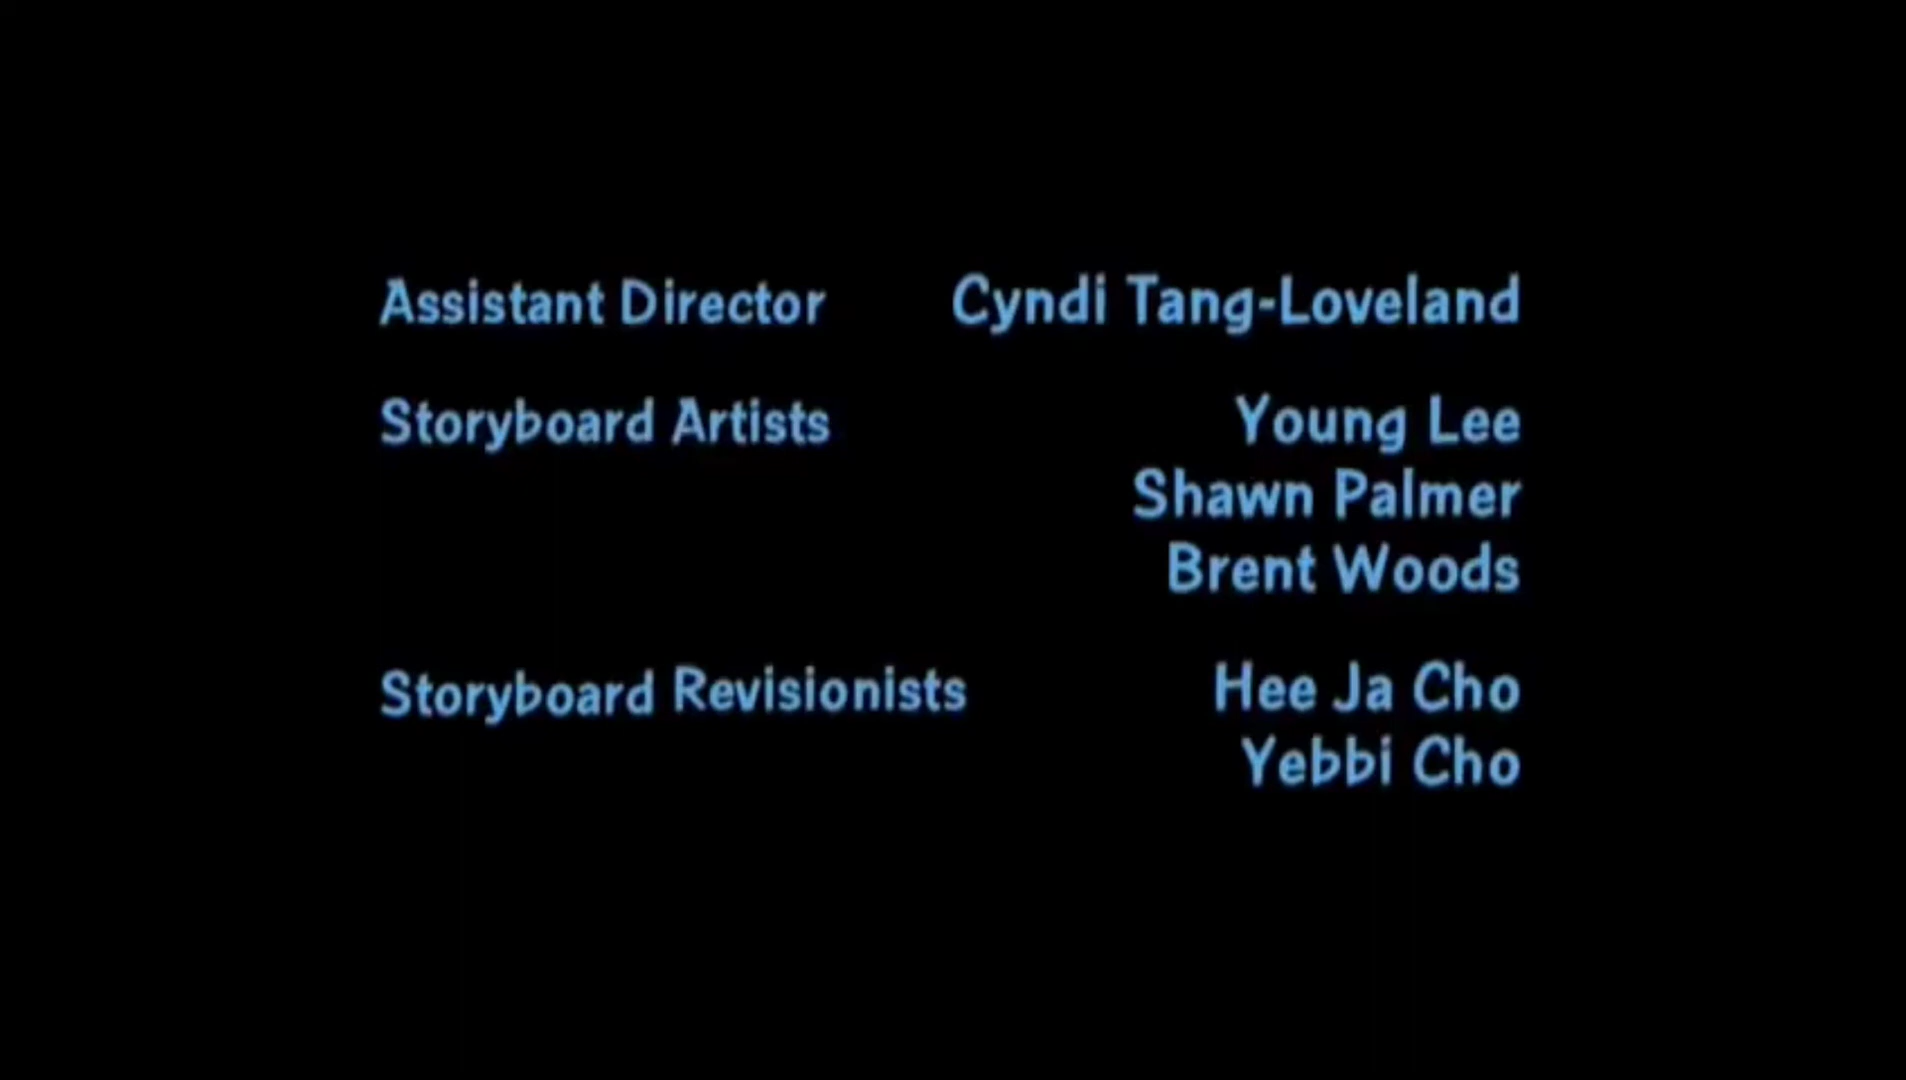 Assistant Director Cyndi Tang-Loveland
Storyboard Artists Young Lee
Shawn Palmer
Brent Woods
Storyboard Revisionists Hee Ja Cho
Yebbi Cho